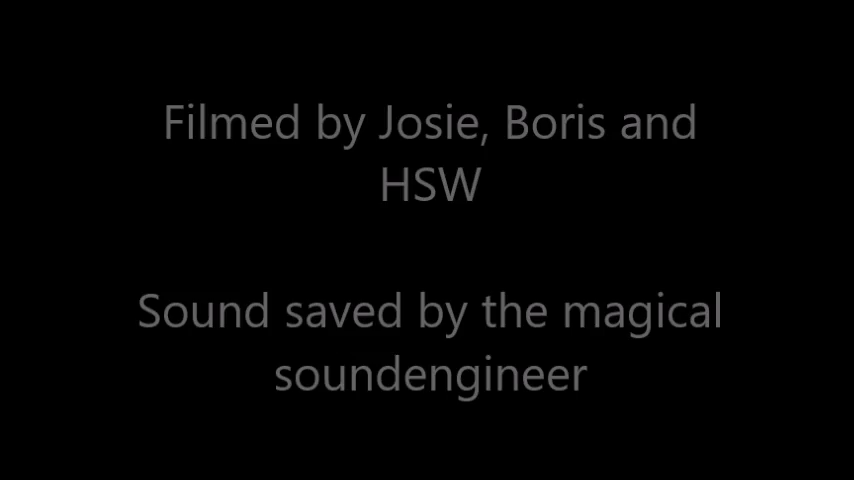 Filmed by Josie, Boris and
HSW
Sound saved by the magical
soundengineer